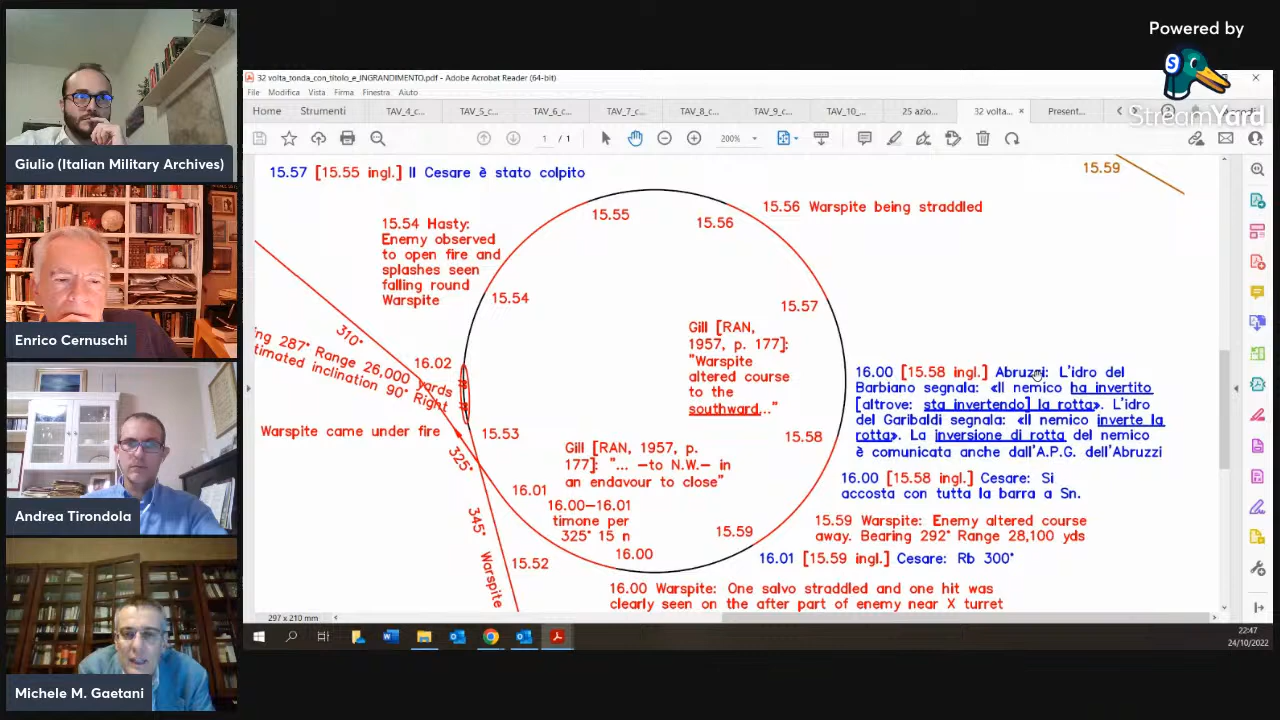 Powered by
StreamYard
Giulio (Italian Military Archives)
Enrico Cernuschi
Andrea Tirondola
Michele M. Gaetani
32 volta_tonda_con_titolo_e_INGRANDIMENTO.pdf - Adobe Acrobat Reader (64-bit)
File Modifica Vista Firma Finestra Aiuto
Home Strumenti TAV_4_c... TAV_5_c... TAV_6_c... TAV_7_c... TAV_8_c... TAV_9_c... TAV_10_... 25 azio... 32 volta... × Present...
1 / 1 200%
15.57 [15.55 ingl.] Il Cesare è stato colpito
15.59
15.54 Hasty:
Enemy observed
to open fire and
splashes seen
falling round
Warspite
15.55
15.56
15.56 Warspite being straddled
15.54
15.57
310°
Gill [RAN,
1957, p. 177]:
"Warspite
altered course
to the
southward..."
ing 287° Range 26,000 yards
timated inclination 90° Right
16.02
Warspite came under fire
15.53
325°
16.00 [15.58 ingl.] Abruzzi: L'idro del
Barbiano segnala: «Il nemico ha invertito
[altrove: sta invertendo] la rotta». L'idro
del Garibaldi segnala: «Il nemico inverte la
rotta». La inversione di rotta del nemico
è comunicata anche dall'A.P.G. dell'Abruzzi
15.58
Gill [RAN, 1957, p.
177]: "... –to N.W.– in
an endavour to close"
16.00 [15.58 ingl.] Cesare: Si
accosta con tutta la barra a Sn.
16.01
16.00–16.01
timone per
325° 15 n
345° Warspite
15.52
16.00
15.59
15.59 Warspite: Enemy altered course
away. Bearing 292° Range 28,100 yds
16.01 [15.59 ingl.] Cesare: Rb 300°
16.00 Warspite: One salvo straddled and one hit was
clearly seen on the after part of enemy near X turret
297 x 210 mm
22:47
24/10/2022